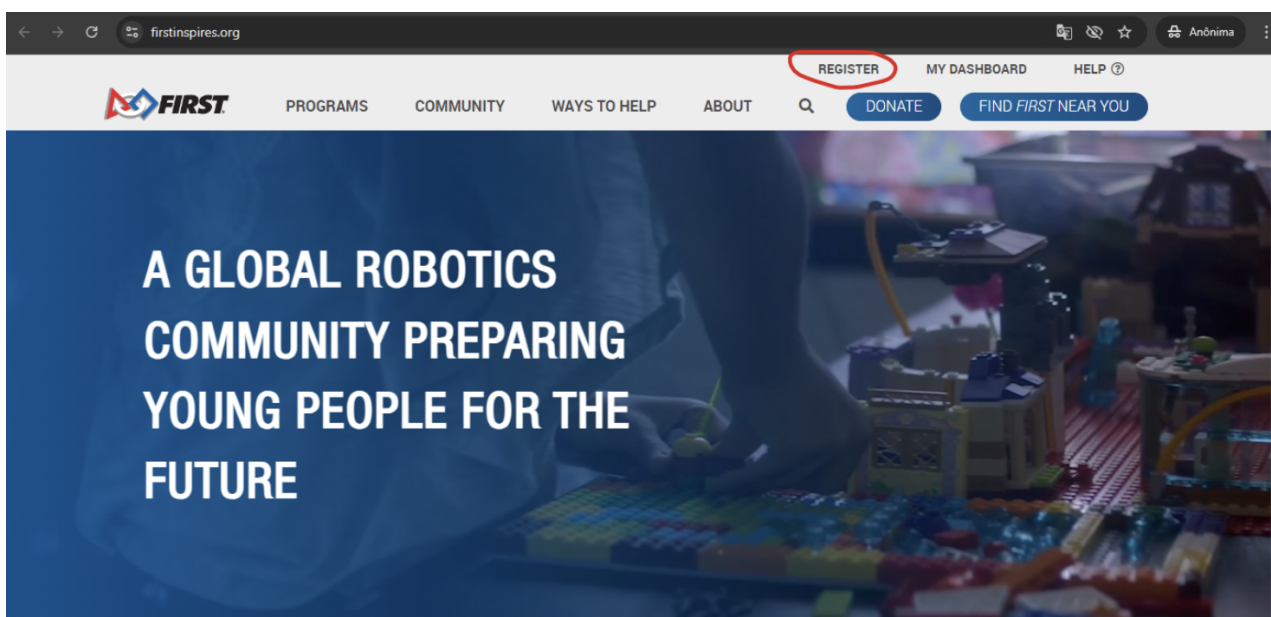 firstinspires.org
Anônima
REGISTER MY DASHBOARD HELP ?
FIRST PROGRAMS COMMUNITY WAYS TO HELP ABOUT DONATE FIND FIRST NEAR YOU
A GLOBAL ROBOTICS
COMMUNITY PREPARING
YOUNG PEOPLE FOR THE
FUTURE